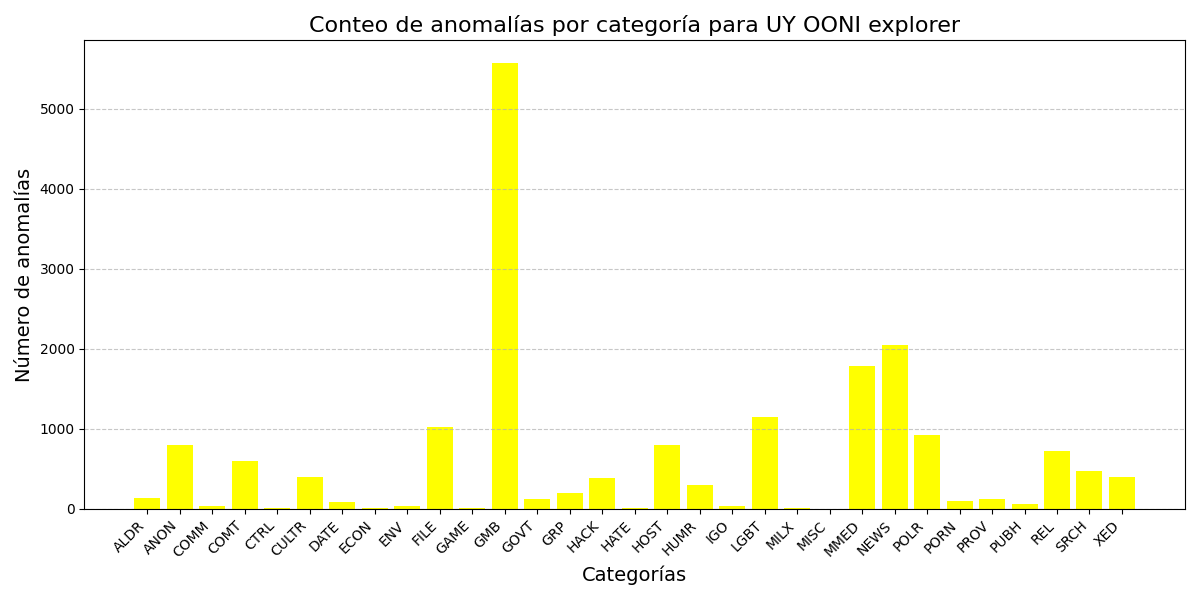 Conteo de anomalías por categoría para UY OONI explorer
Número de anomalías
5000
4000
3000
2000
1000
0
ALDR
ANON
COMM
COMT
CTRL
CULTR
DATE
ECON
ENV
FILE
GAME
GMB
GOVT
GRP
HACK
HATE
HOST
HUMR
IGO
LGBT
MILX
MISC
MMED
NEWS
POLR
PORN
PROV
PUBH
REL
SRCH
XED
Categorías